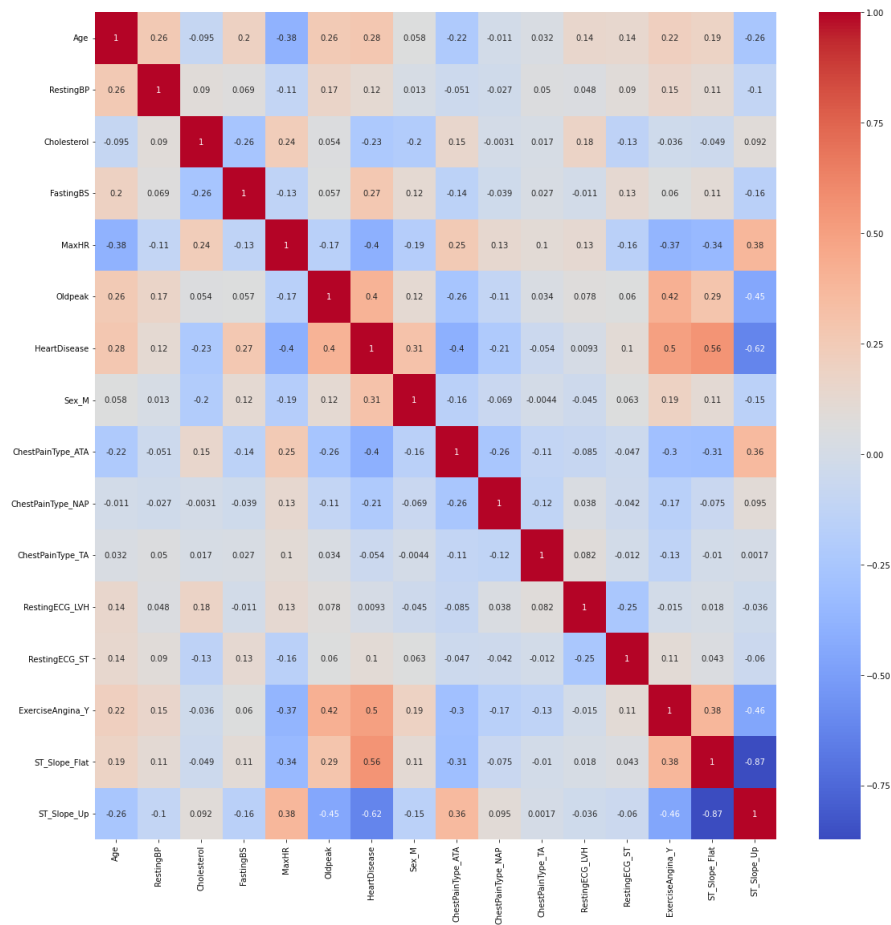 Age 1 0.26 -0.095 0.2 -0.38 0.26 0.28 0.058 -0.22 -0.011 0.032 0.14 0.14 0.22 0.19 -0.26
RestingBP 0.26 1 0.09 0.069 -0.11 0.17 0.12 0.013 -0.051 -0.027 0.05 0.048 0.09 0.15 0.11 -0.1
Cholesterol -0.095 0.09 1 -0.26 0.24 0.054 -0.23 -0.2 0.15 -0.0031 0.017 0.18 -0.13 -0.036 -0.049 0.092
FastingBS 0.2 0.069 -0.26 1 -0.13 0.057 0.27 0.12 -0.14 -0.039 0.027 -0.011 0.13 0.06 0.11 -0.16
MaxHR -0.38 -0.11 0.24 -0.13 1 -0.17 -0.4 -0.19 0.25 0.13 0.1 0.13 -0.16 -0.37 -0.34 0.38
Oldpeak 0.26 0.17 0.054 0.057 -0.17 1 0.4 0.12 -0.26 -0.11 0.034 0.078 0.06 0.42 0.29 -0.45
HeartDisease 0.28 0.12 -0.23 0.27 -0.4 0.4 1 0.31 -0.4 -0.21 -0.054 0.0093 0.1 0.5 0.56 -0.62
Sex_M 0.058 0.013 -0.2 0.12 -0.19 0.12 0.31 1 -0.16 -0.069 -0.0044 -0.045 0.063 0.19 0.11 -0.15
ChestPainType_ATA -0.22 -0.051 0.15 -0.14 0.25 -0.26 -0.4 -0.16 1 -0.26 -0.11 -0.085 -0.047 -0.3 -0.31 0.36
ChestPainType_NAP -0.011 -0.027 -0.0031 -0.039 0.13 -0.11 -0.21 -0.069 -0.26 1 -0.12 0.038 -0.042 -0.17 -0.075 0.095
ChestPainType_TA 0.032 0.05 0.017 0.027 0.1 0.034 -0.054 -0.0044 -0.11 -0.12 1 0.082 -0.012 -0.13 -0.01 0.0017
RestingECG_LVH 0.14 0.048 0.18 -0.011 0.13 0.078 0.0093 -0.045 -0.085 0.038 0.082 1 -0.25 -0.015 0.018 -0.036
RestingECG_ST 0.14 0.09 -0.13 0.13 -0.16 0.06 0.1 0.063 -0.047 -0.042 -0.012 -0.25 1 0.11 0.043 -0.06
ExerciseAngina_Y 0.22 0.15 -0.036 0.06 -0.37 0.42 0.5 0.19 -0.3 -0.17 -0.13 -0.015 0.11 1 0.38 -0.46
ST_Slope_Flat 0.19 0.11 -0.049 0.11 -0.34 0.29 0.56 0.11 -0.31 -0.075 -0.01 0.018 0.043 0.38 1 -0.87
ST_Slope_Up -0.26 -0.1 0.092 -0.16 0.38 -0.45 -0.62 -0.15 0.36 0.095 0.0017 -0.036 -0.06 -0.46 -0.87 1
Age
RestingBP
Cholesterol
FastingBS
MaxHR
Oldpeak
HeartDisease
Sex_M
ChestPainType_ATA
ChestPainType_NAP
ChestPainType_TA
RestingECG_LVH
RestingECG_ST
ExerciseAngina_Y
ST_Slope_Flat
ST_Slope_Up
1.00
0.75
0.50
0.25
0.00
−0.25
−0.50
−0.75